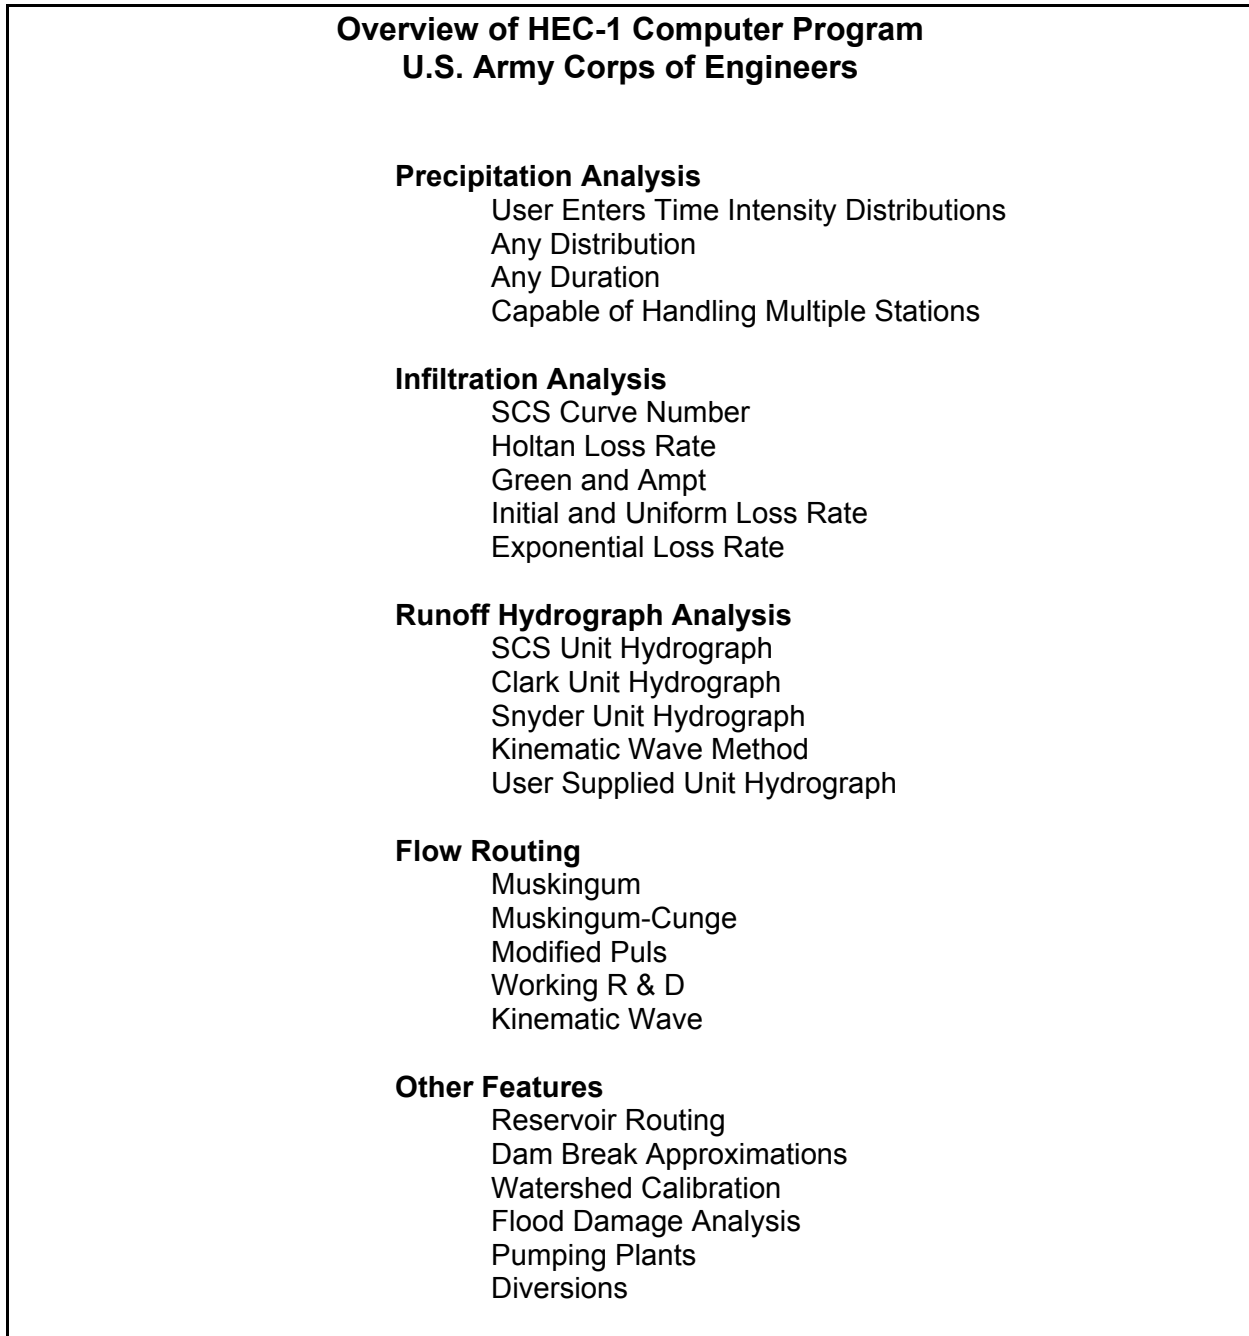 Overview of HEC-1 Computer Program
U.S. Army Corps of Engineers
Precipitation Analysis
User Enters Time Intensity Distributions
Any Distribution
Any Duration
Capable of Handling Multiple Stations
Infiltration Analysis
SCS Curve Number
Holtan Loss Rate
Green and Ampt
Initial and Uniform Loss Rate
Exponential Loss Rate
Runoff Hydrograph Analysis
SCS Unit Hydrograph
Clark Unit Hydrograph
Snyder Unit Hydrograph
Kinematic Wave Method
User Supplied Unit Hydrograph
Flow Routing
Muskingum
Muskingum-Cunge
Modified Puls
Working R & D
Kinematic Wave
Other Features
Reservoir Routing
Dam Break Approximations
Watershed Calibration
Flood Damage Analysis
Pumping Plants
Diversions